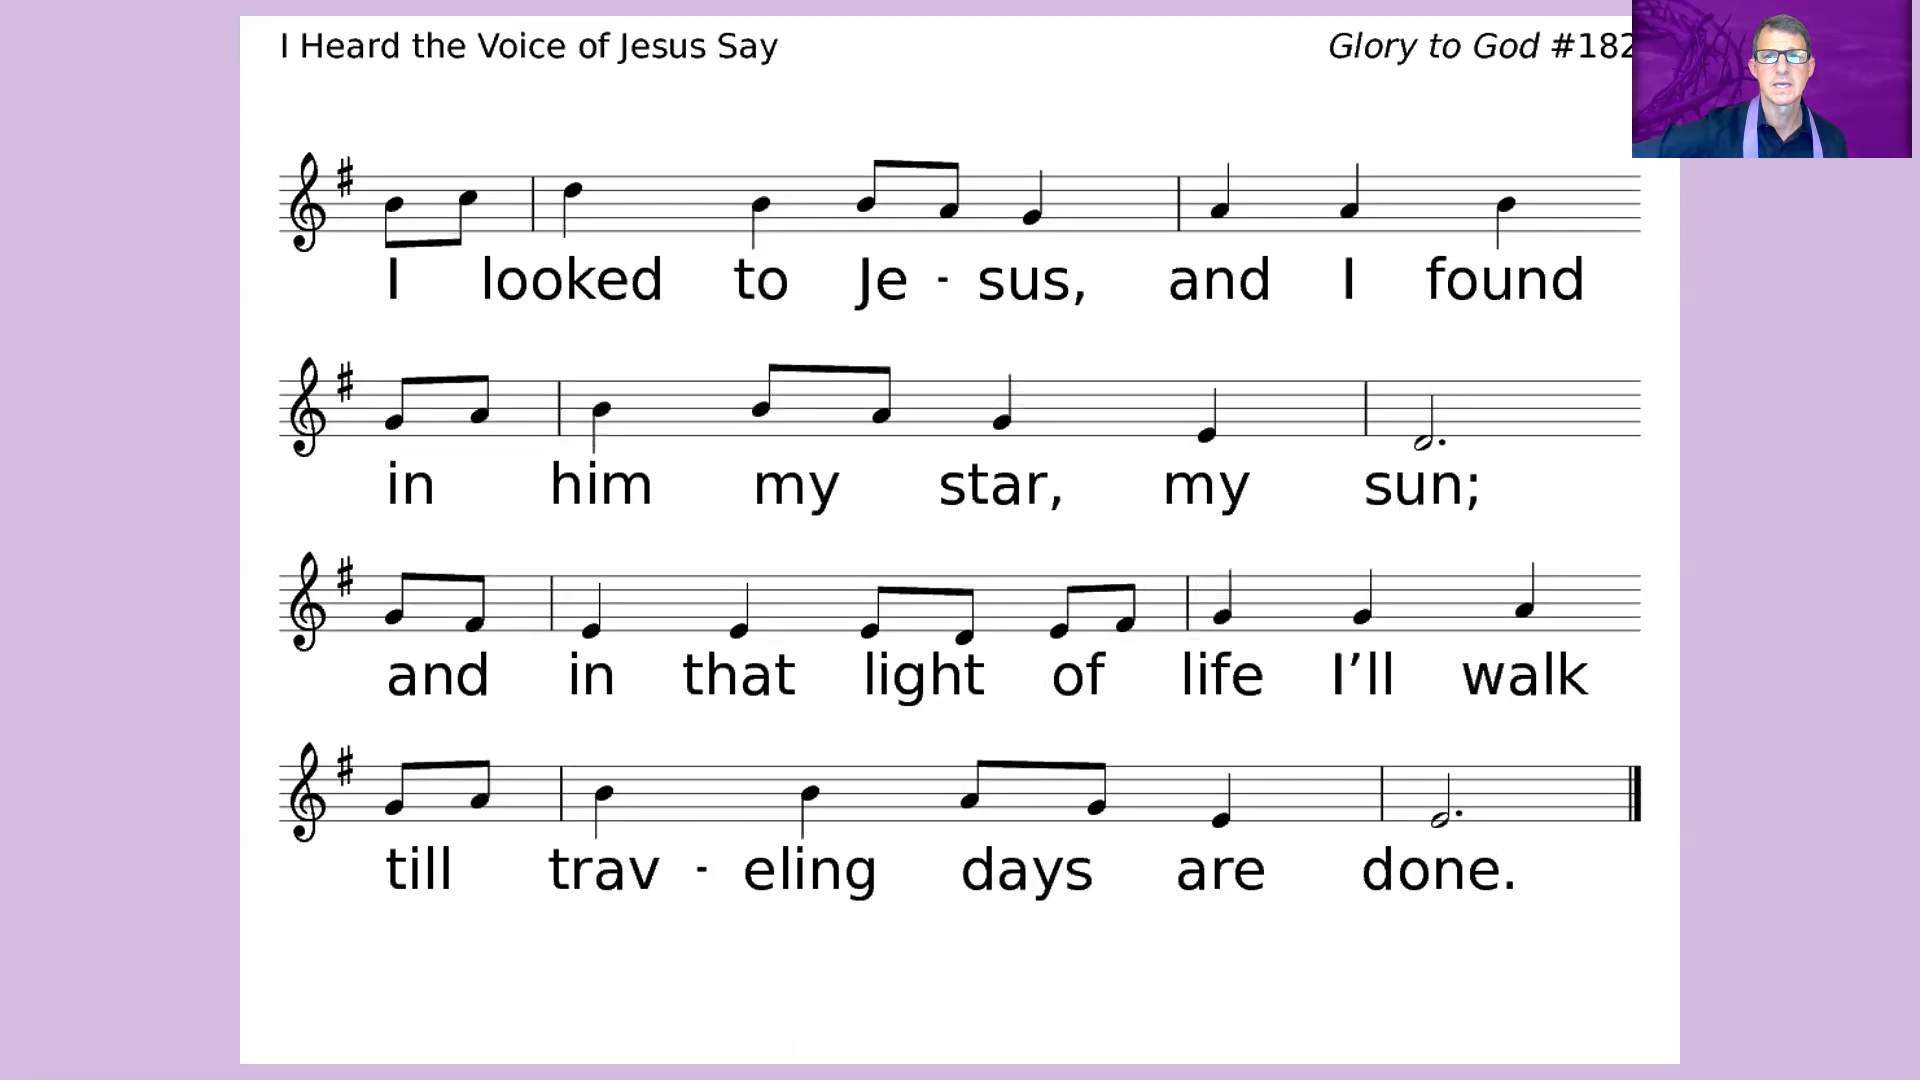 I Heard the Voice of Jesus Say
Glory to God #182
I looked to Je - sus, and I found
in him my star, my sun;
and in that light of life I’ll walk
till trav - eling days are done.